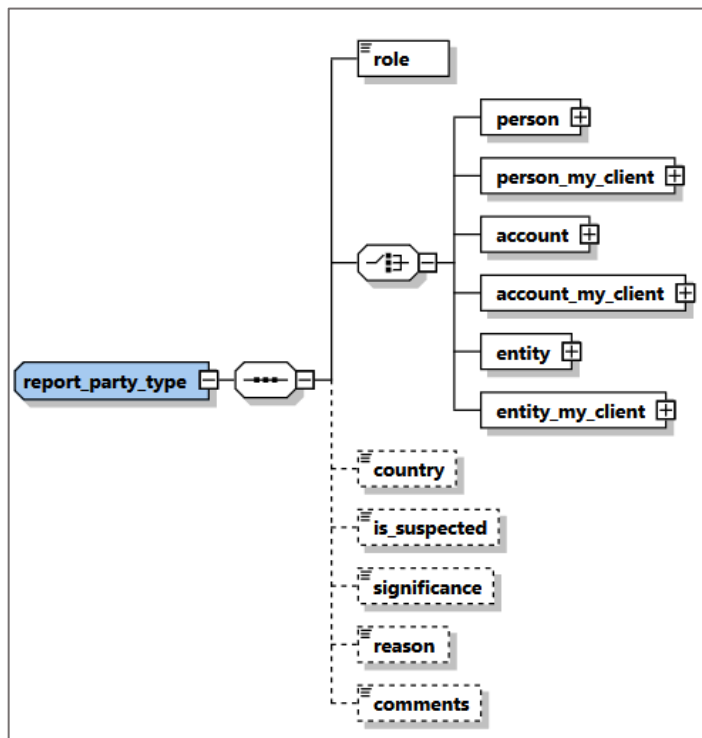 role
person
person_my_client
account
account_my_client
report_party_type
entity
entity_my_client
country
is_suspected
significance
reason
comments